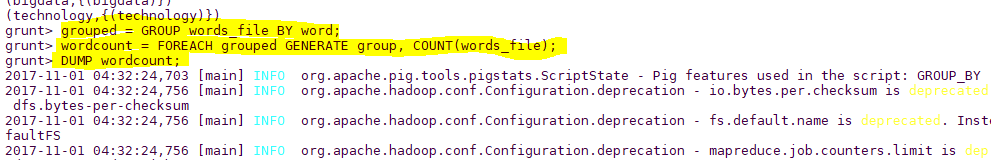 (bigdata,{(bigdata)})
(technology,{(technology)})
grunt> grouped = GROUP words_file BY word;
grunt> wordcount = FOREACH grouped GENERATE group, COUNT(words_file);
grunt> DUMP wordcount;
2017-11-01 04:32:24,703 [main] INFO  org.apache.pig.tools.pigstats.ScriptState - Pig features used in the script: GROUP_BY
2017-11-01 04:32:24,756 [main] INFO  org.apache.hadoop.conf.Configuration.deprecation - io.bytes.per.checksum is deprecated
 dfs.bytes-per-checksum
2017-11-01 04:32:24,756 [main] INFO  org.apache.hadoop.conf.Configuration.deprecation - fs.default.name is deprecated. Inste
faultFS
2017-11-01 04:32:24,756 [main] INFO  org.apache.hadoop.conf.Configuration.deprecation - mapreduce.job.counters.limit is dep